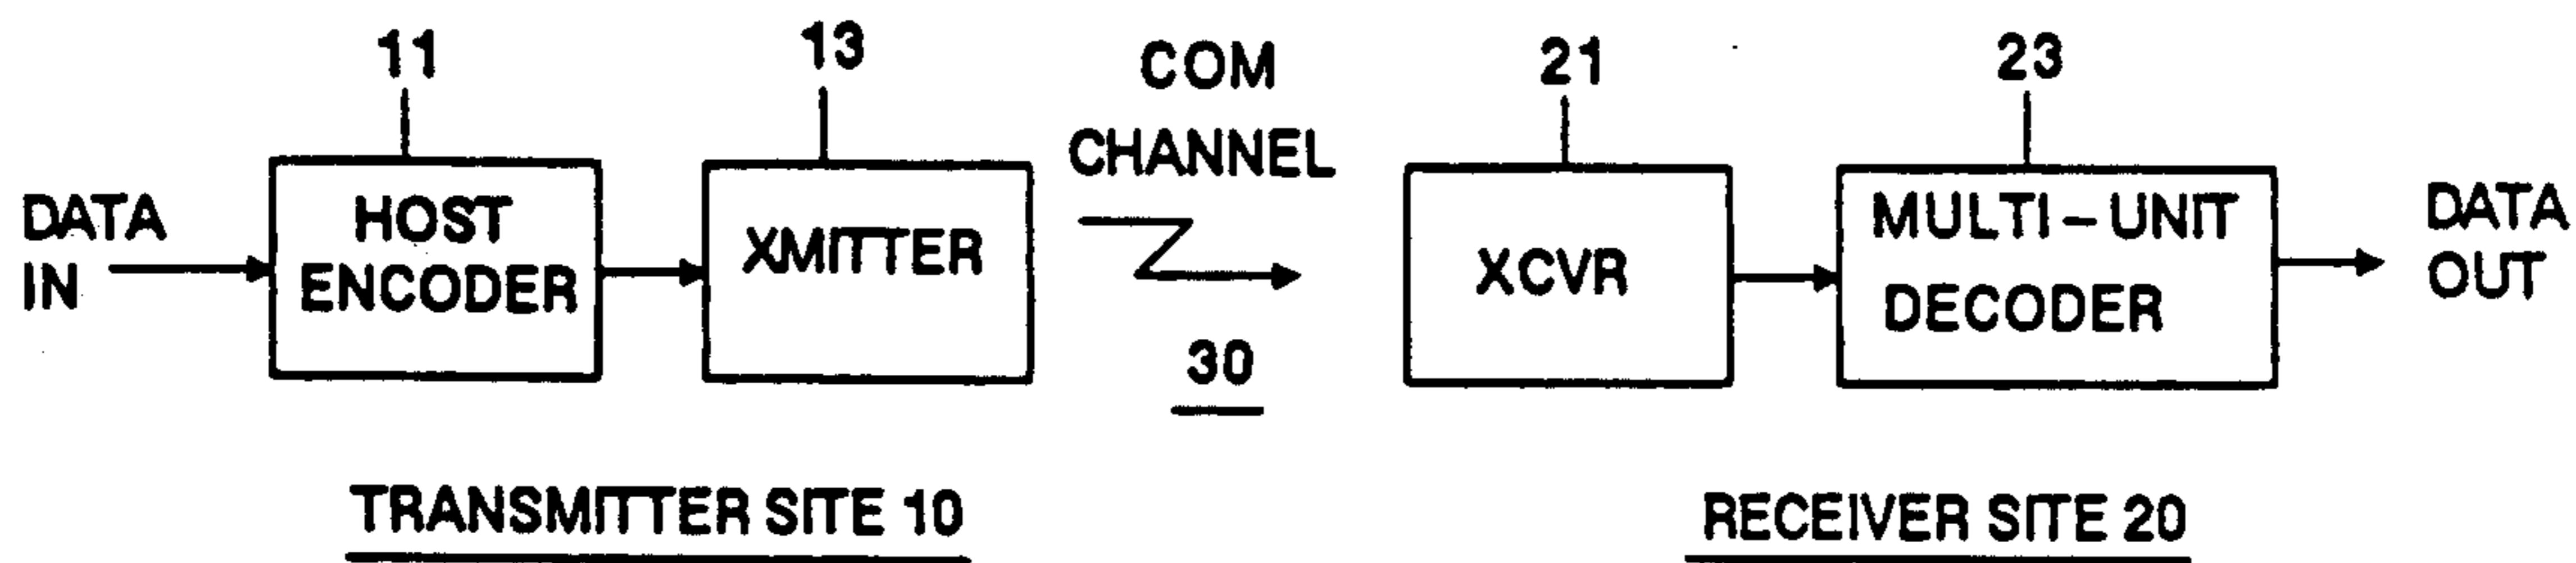 11
13
COM
CHANNEL
21
23
DATA
IN
HOST
ENCODER
XMITTER
30
XCVR
MULTI-UNIT
DECODER
DATA
OUT
TRANSMITTER SITE 10
RECEIVER SITE 20